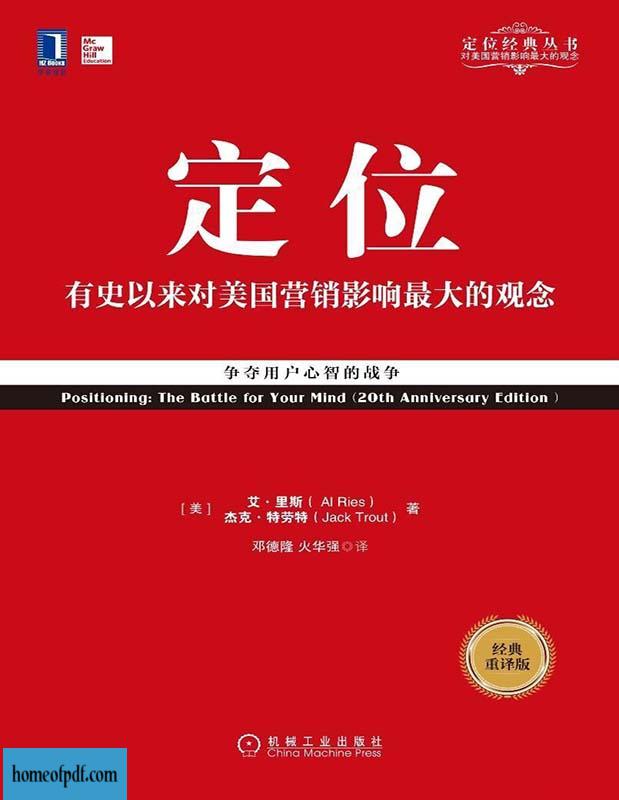 HZ Books
华章经管
Mc
Graw
Hill
Education
定位经典丛书
对美国营销影响最大的观念
定位
有史以来对美国营销影响最大的观念
争夺用户心智的战争
Positioning: The Battle for Your Mind (20th Anniversary Edition )
[美] 艾·里斯( Al Ries )
杰克·特劳特(Jack Trout ) 著
邓德隆 火华强◎译
经典
重译版
机械工业出版社
China Machine Press
homeofpdf.com